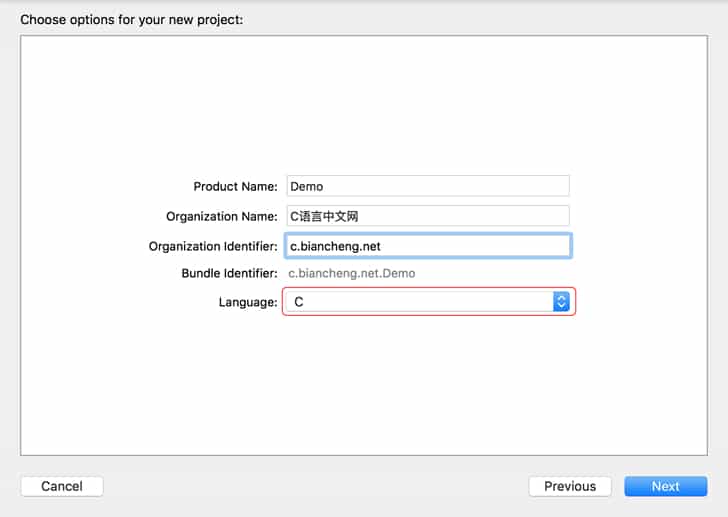 Choose options for your new project:
Product Name: Demo
Organization Name: C语言中文网
Organization Identifier: c.biancheng.net
Bundle Identifier: c.biancheng.net.Demo
Language: C
Cancel Previous Next